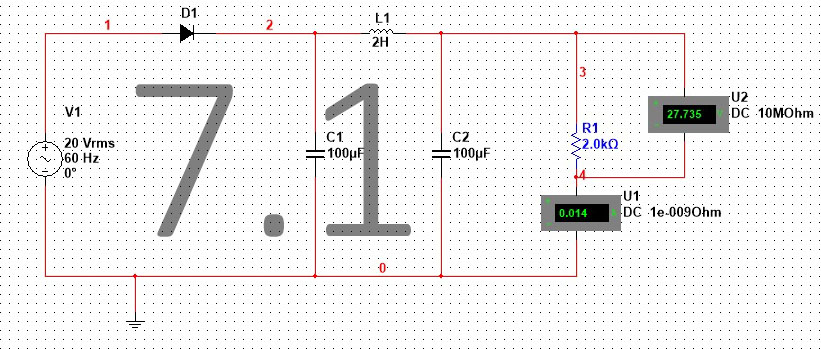 1
D1
2
L1
2H
3
7.1
V1
20 Vrms
60 Hz
0°
C1
100µF
C2
100µF
R1
2.0kΩ
4
27.735
V
U2
DC 10MOhm
0.014
A
U1
DC 1e-009Ohm
0